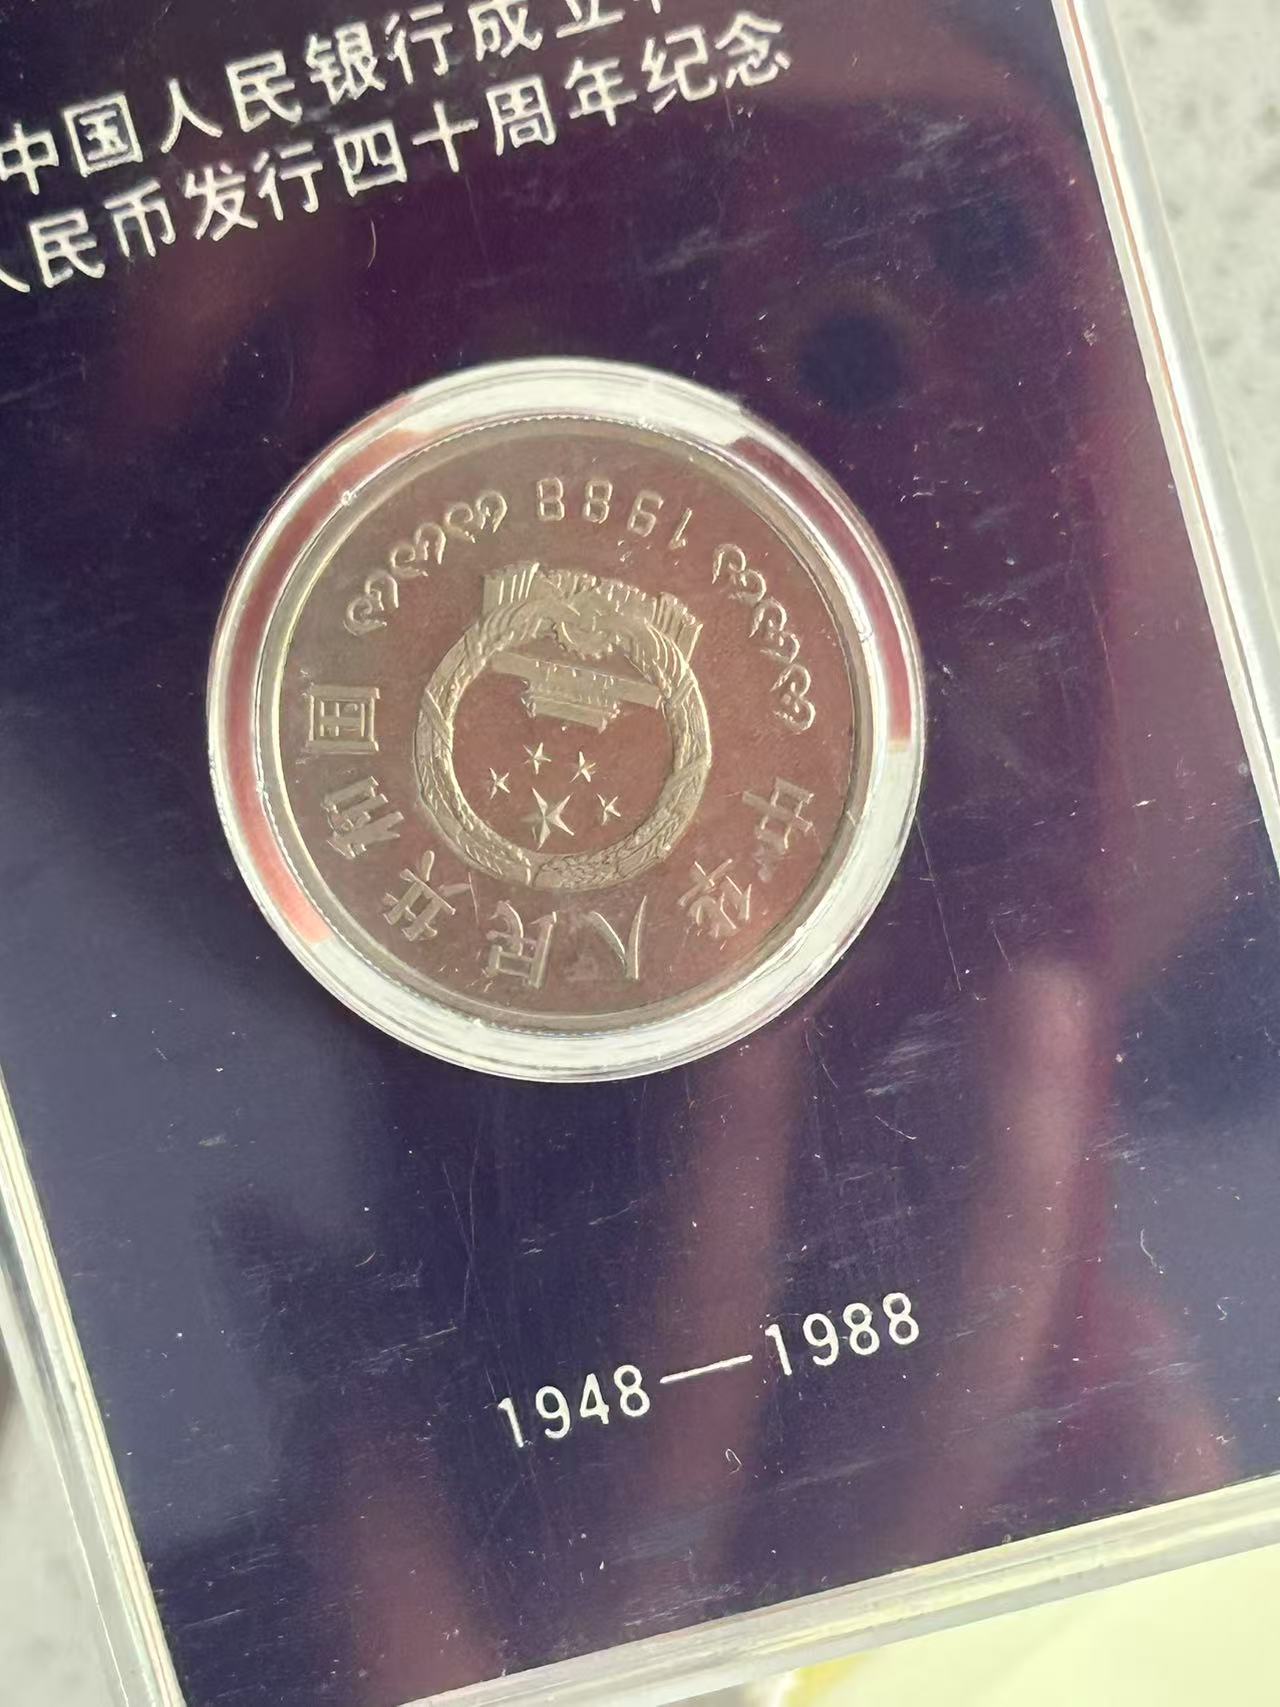 中国人民银行成立
民币发行四十周年纪念
1988
中华人民共和国
1948—1988